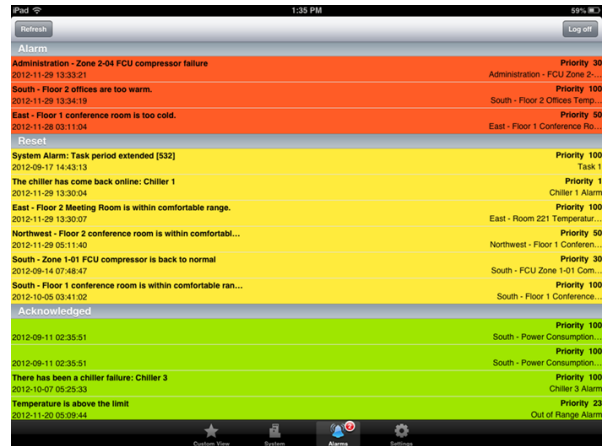 iPad
1:35 PM
59%
Refresh
Log off
Alarm
Administration - Zone 2-04 FCU compressor failure
Priority 30
2012-11-29 13:33:21
Administration - FCU Zone 2-...
South - Floor 2 offices are too warm.
Priority 100
2012-11-29 13:34:19
South - Floor 2 Offices Temp...
East - Floor 1 conference room is too cold.
Priority 50
2012-11-28 03:11:04
East - Floor 1 Conference Ro...
Reset
System Alarm: Task period extended [532]
Priority 100
2012-09-17 14:43:13
Task 1
The chiller has come back online: Chiller 1
Priority 1
2012-11-29 13:30:04
Chiller 1 Alarm
East - Floor 2 Meeting Room is within comfortable range.
Priority 100
2012-11-29 13:30:07
East - Room 221 Temperatur...
Northwest - Floor 2 conference room is within comfortabl...
Priority 50
2012-11-29 05:11:40
Northwest - Floor 1 Conferen...
South - Zone 1-01 FCU compressor is back to normal
Priority 30
2012-09-14 07:48:47
South - FCU Zone 1-01 Com...
South - Floor 1 conference room is within comfortable ran...
Priority 100
2012-10-05 03:41:02
South - Floor 1 Conference...
Acknowledged
Priority 100
2012-09-11 02:35:51
South - Power Consumption...
Priority 100
2012-09-11 02:35:51
South - Power Consumption...
There has been a chiller failure: Chiller 3
Priority 100
2012-10-07 05:25:33
Chiller 3 Alarm
Temperature is above the limit
Priority 23
2012-11-20 05:09:44
Out of Range Alarm
Custom View
System
Alarms
Settings